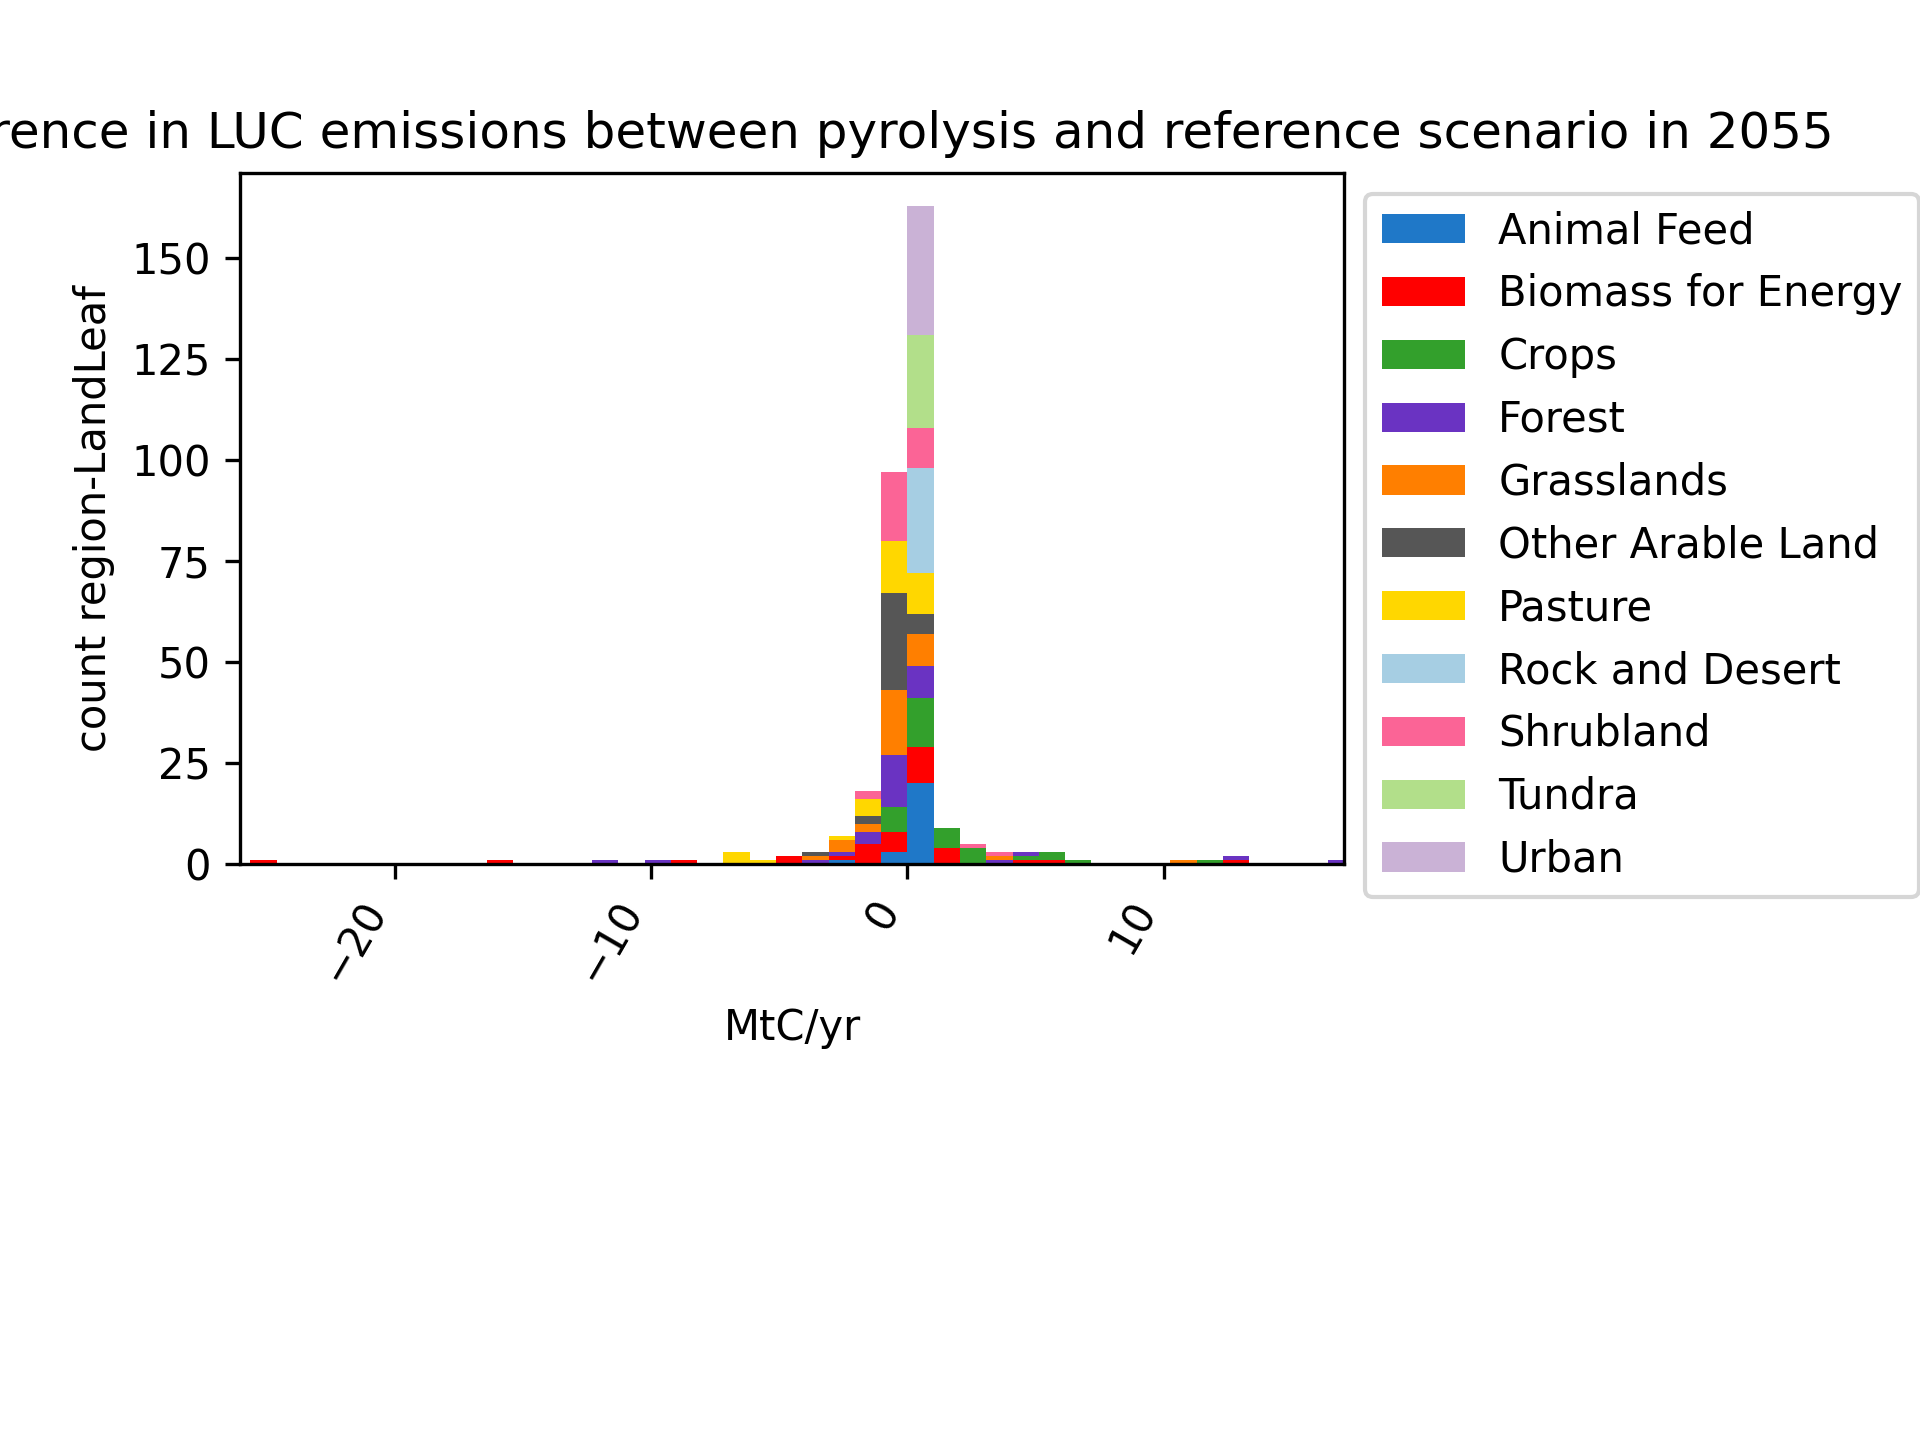 rence in LUC emissions between pyrolysis and reference scenario in 2055
count region-LandLeaf
150
125
100
75
50
25
0
−20
−10
0
10
MtC/yr
Animal Feed
Biomass for Energy
Crops
Forest
Grasslands
Other Arable Land
Pasture
Rock and Desert
Shrubland
Tundra
Urban